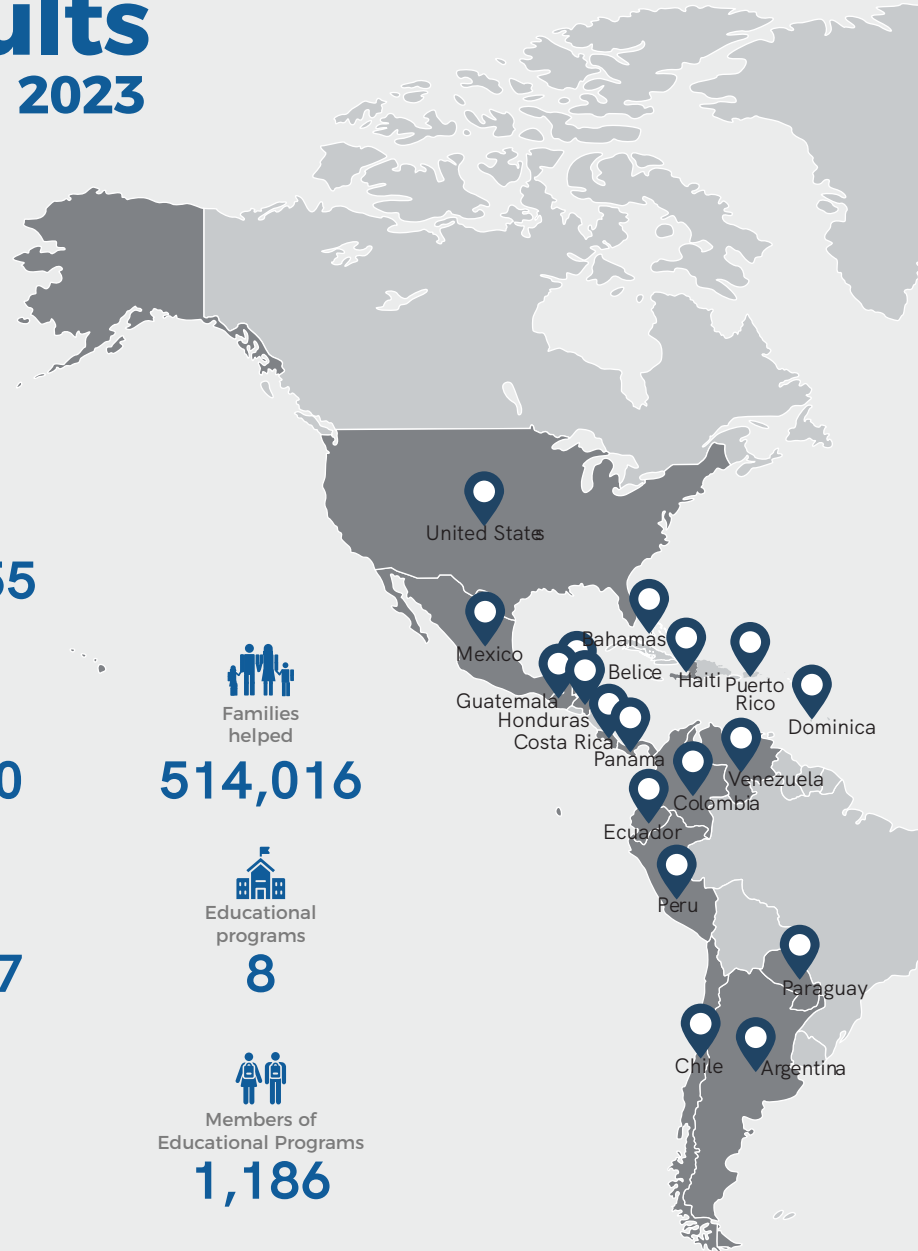 ults
2023
55
0
7
Families
helped
514,016
Educational
programs
8
Members of
Educational Programs
1,186
United States
Mexico
Bahamas
Belice
Haiti
Puerto
Rico
Dominica
Guatemala
Honduras
Costa Rica
Panama
Venezuela
Colombia
Ecuador
Peru
Paraguay
Chile
Argentina